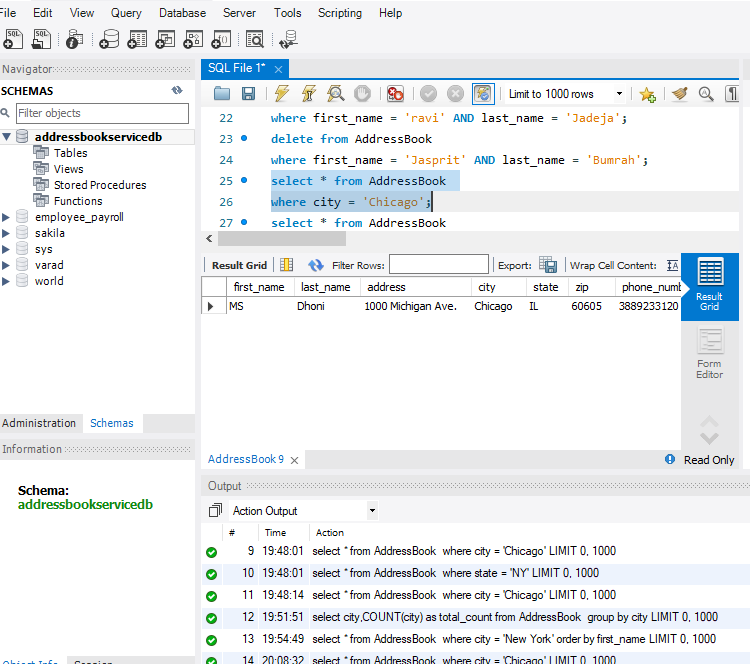 File Edit View Query Database Server Tools Scripting Help
Navigator
SCHEMAS
Filter objects
addressbookservicedb
Tables
Views
Stored Procedures
Functions
employee_payroll
sakila
sys
varad
world
Administration Schemas
Information
Schema:
addressbookservicedb
Object Info Session
SQL File 1*
Limit to 1000 rows
22 where first_name = 'ravi' AND last_name = 'Jadeja';
23 delete from AddressBook
24 where first_name = 'Jasprit' AND last_name = 'Bumrah';
25 select * from AddressBook
26 where city = 'Chicago';
27 select * from AddressBook
Result Grid Filter Rows: Export: Wrap Cell Content:
first_name last_name address city state zip phone_numb
MS Dhoni 1000 Michigan Ave. Chicago IL 60605 3889233120
Result
Grid
Form
Editor
AddressBook 9
Read Only
Output
Action Output
# Time Action
9 19:48:01 select * from AddressBook where city = 'Chicago' LIMIT 0, 1000
10 19:48:01 select * from AddressBook where state = 'NY' LIMIT 0, 1000
11 19:48:14 select * from AddressBook where city = 'Chicago' LIMIT 0, 1000
12 19:51:51 select city,COUNT(city) as total_count from AddressBook group by city LIMIT 0, 1000
13 19:54:49 select * from AddressBook where city = 'New York' order by first_name LIMIT 0, 1000
14 20:08:32 select * from AddressBook where city = 'Chicago' LIMIT 0, 1000